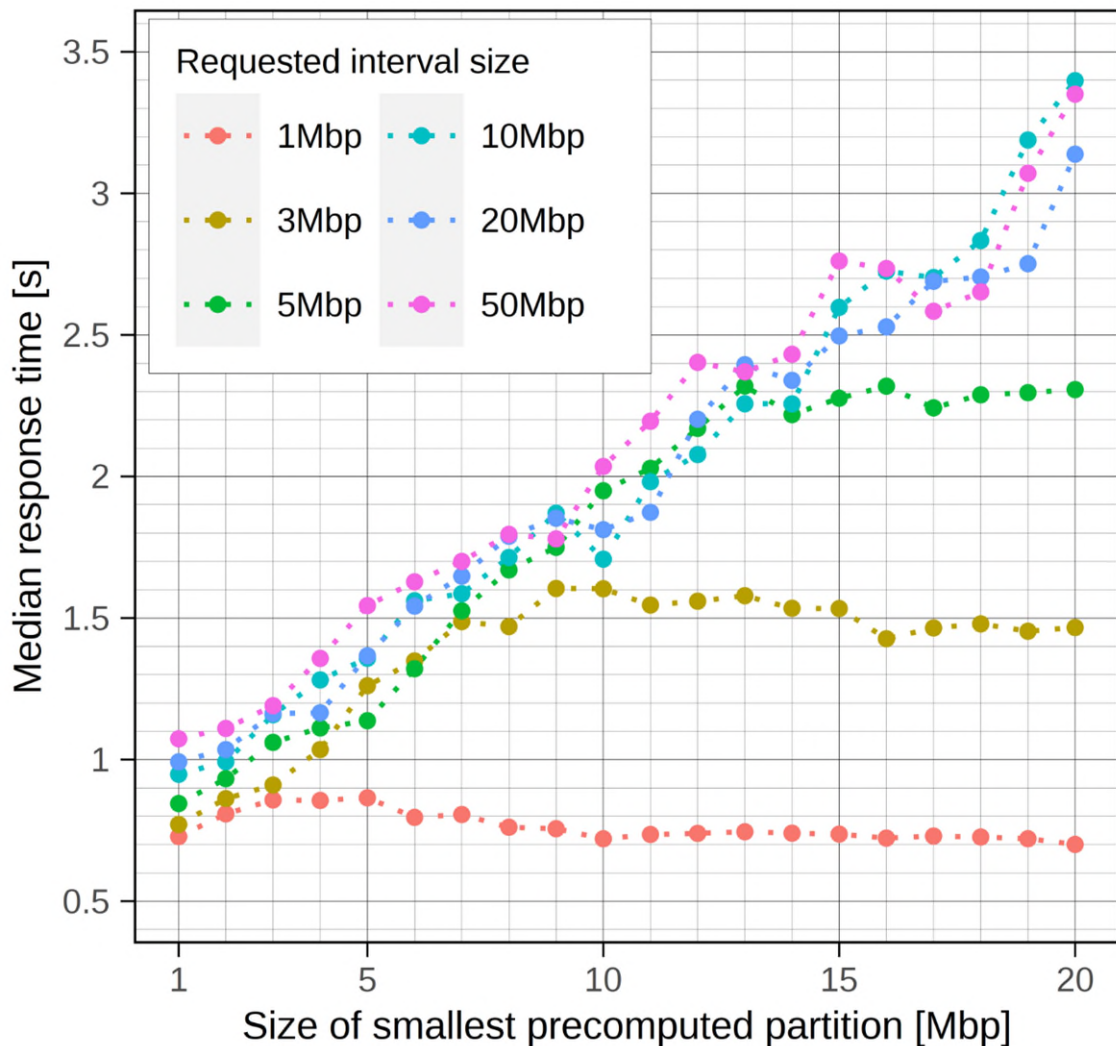 Requested interval size
1Mbp 10Mbp
3Mbp 20Mbp
5Mbp 50Mbp
Median response time [s]
3.5
3
2.5
2
1.5
1
0.5
1 5 10 15 20
Size of smallest precomputed partition [Mbp]